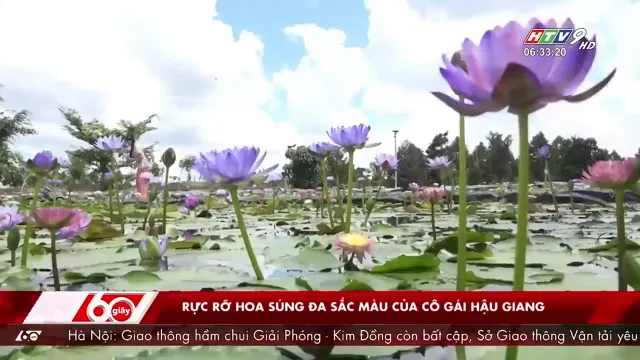 HTV9 HD
06:33:20
60 giây
RỰC RỠ HOA SÚNG ĐA SẮC MÀU CỦA CÔ GÁI HẬU GIANG
60 Hà Nội: Giao thông hầm chui Giải Phóng - Kim Đồng còn bất cập, Sở Giao thông Vận tải yêu